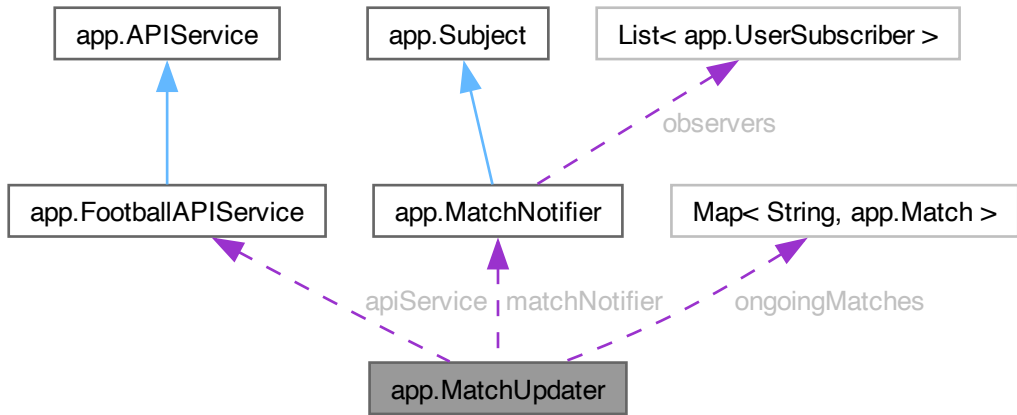 app.APIService
app.Subject
List< app.UserSubscriber >
observers
app.FootballAPIService
app.MatchNotifier
Map< String, app.Match >
apiService
matchNotifier
ongoingMatches
app.MatchUpdater